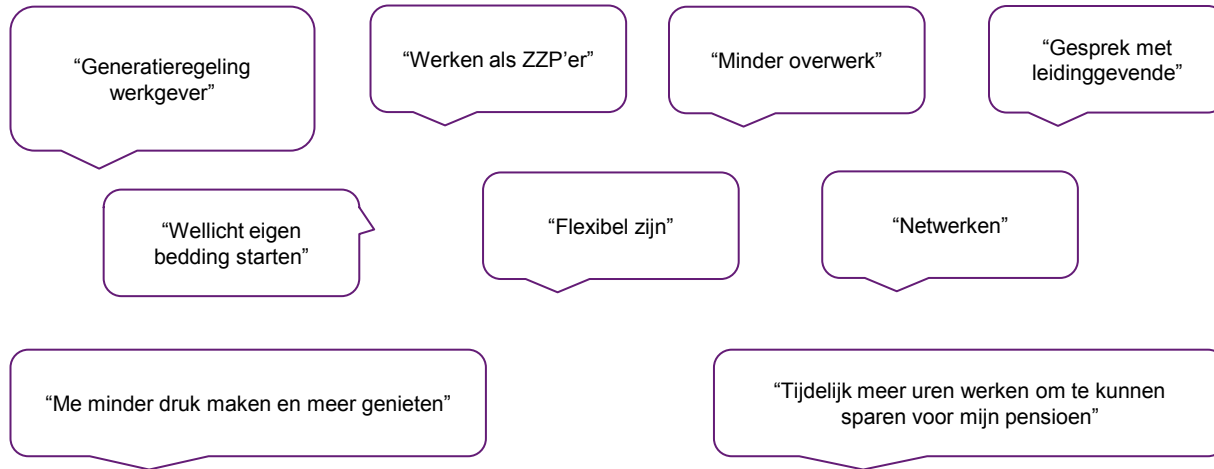 “Generatieregeling
werkgever”
“Werken als ZZP’er”
“Minder overwerk”
“Gesprek met
leidinggevende”
“Wellicht eigen
bedding starten”
“Flexibel zijn”
“Netwerken”
“Me minder druk maken en meer genieten”
“Tijdelijk meer uren werken om te kunnen
sparen voor mijn pensioen”